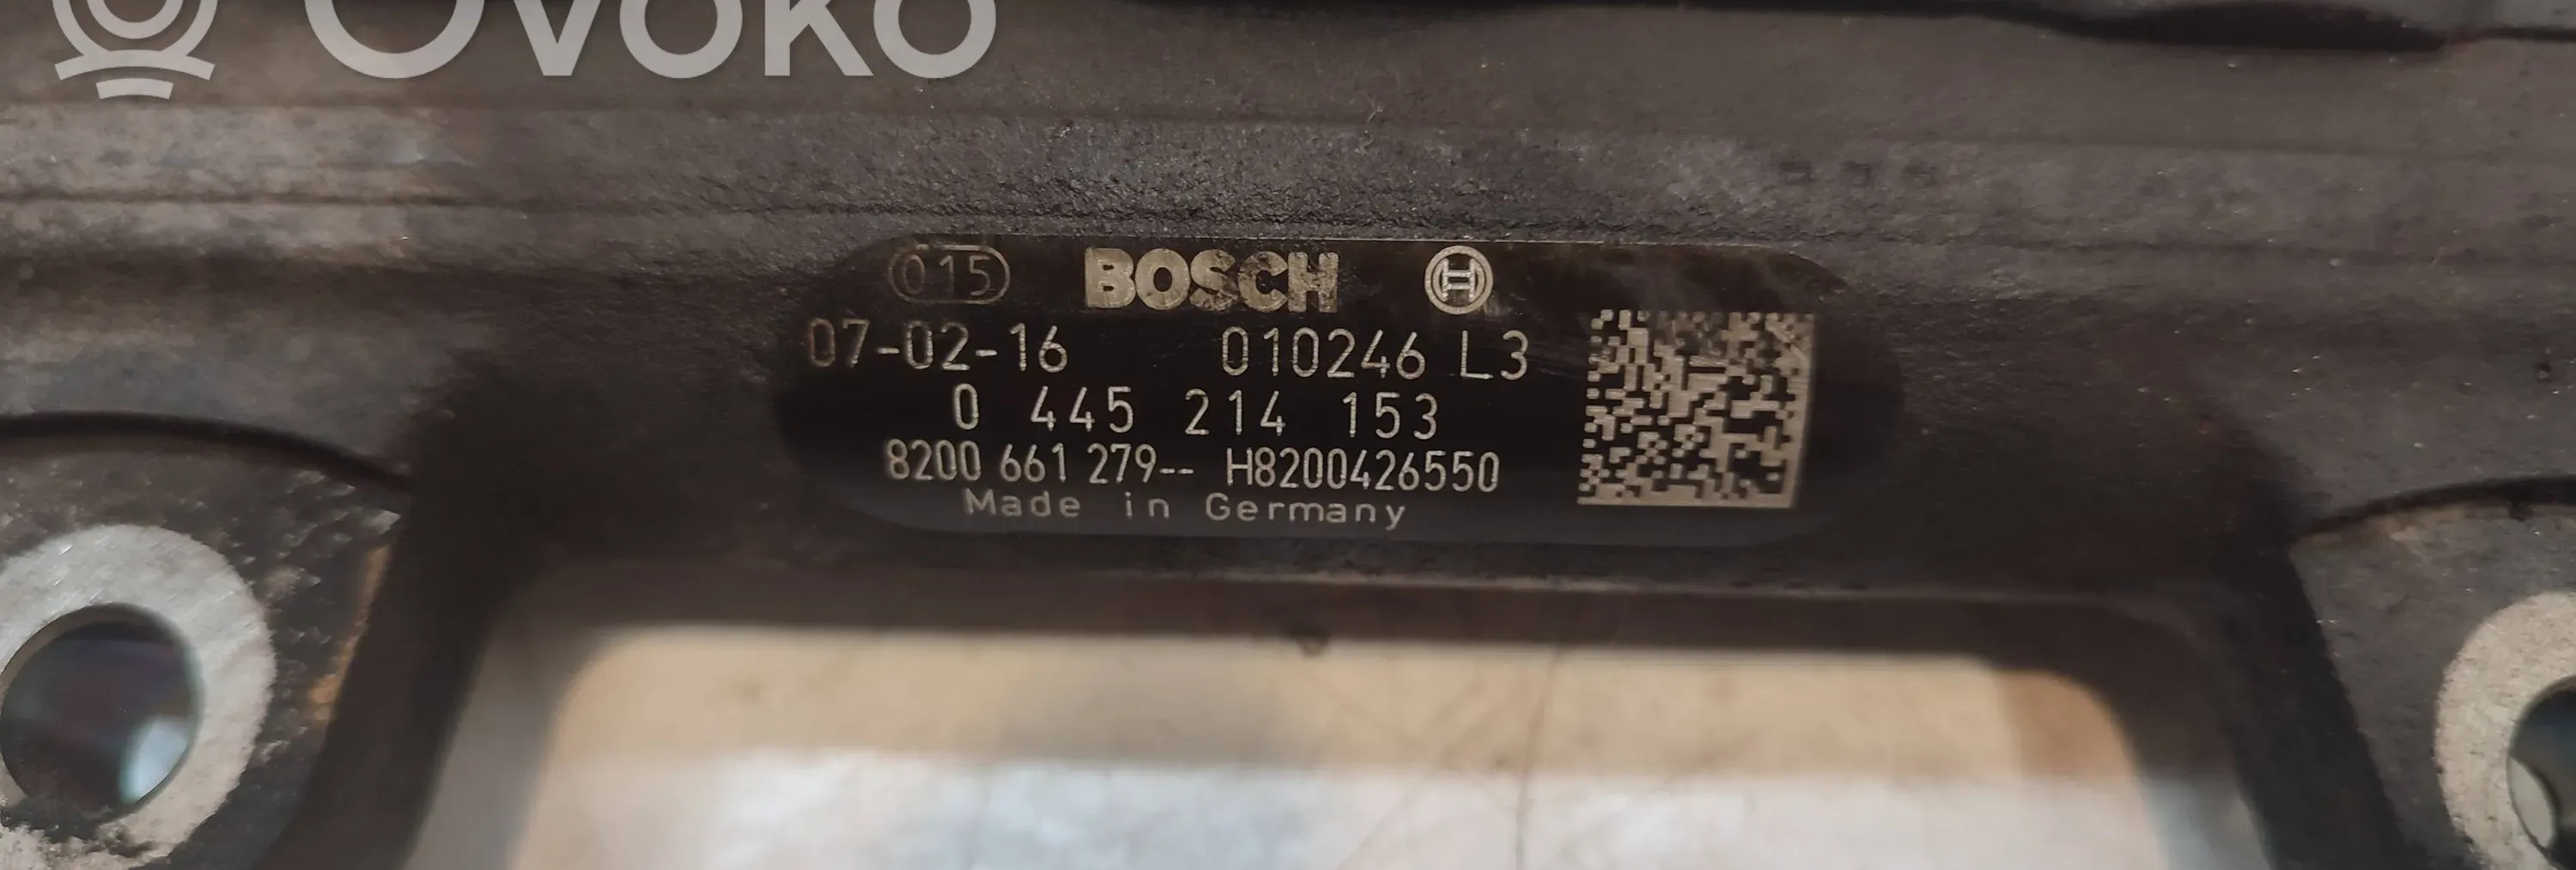 OVOKO
015 BOSCH
07-02-16 010246 L3
0 445 214 153
8200 661 279-- H8200426550
Made in Germany